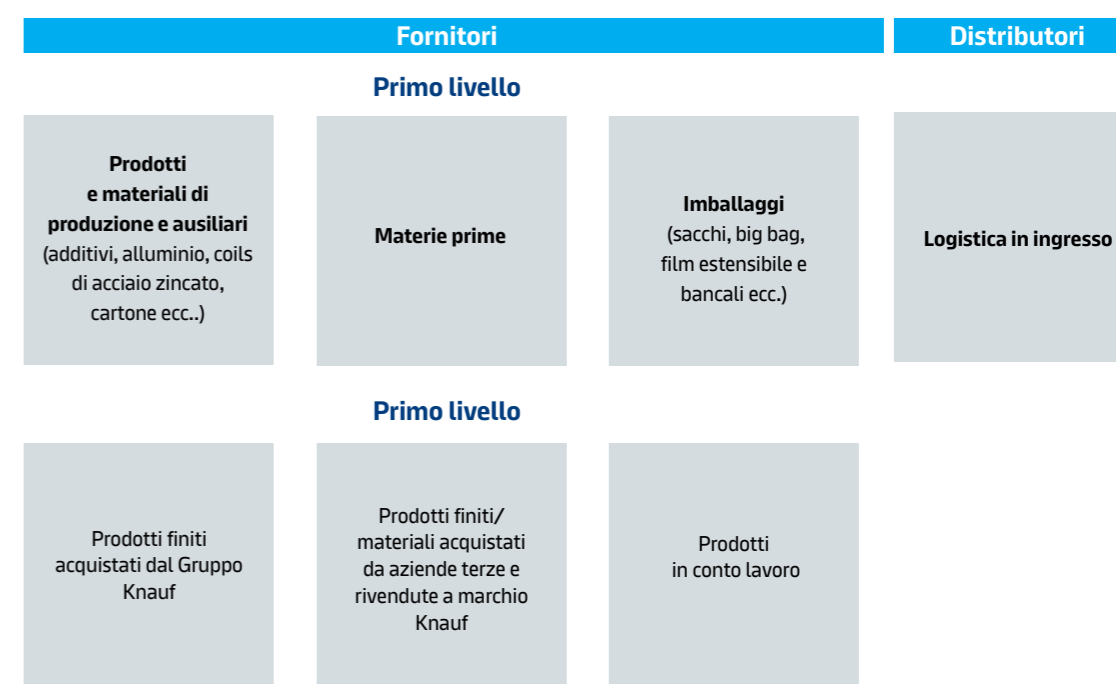 Fornitori
Distributori
Primo livello
Prodotti
e materiali di
produzione e ausiliari
(additivi, alluminio, coils
di acciaio zincato,
cartone ecc..)
Materie prime
Imballaggi
(sacchi, big bag,
film estensibile e
bancali ecc.)
Logistica in ingresso
Primo livello
Prodotti finiti
acquistati dal Gruppo
Knauf
Prodotti finiti/
materiali acquistati
da aziende terze e
rivendute a marchio
Knauf
Prodotti
in conto lavoro